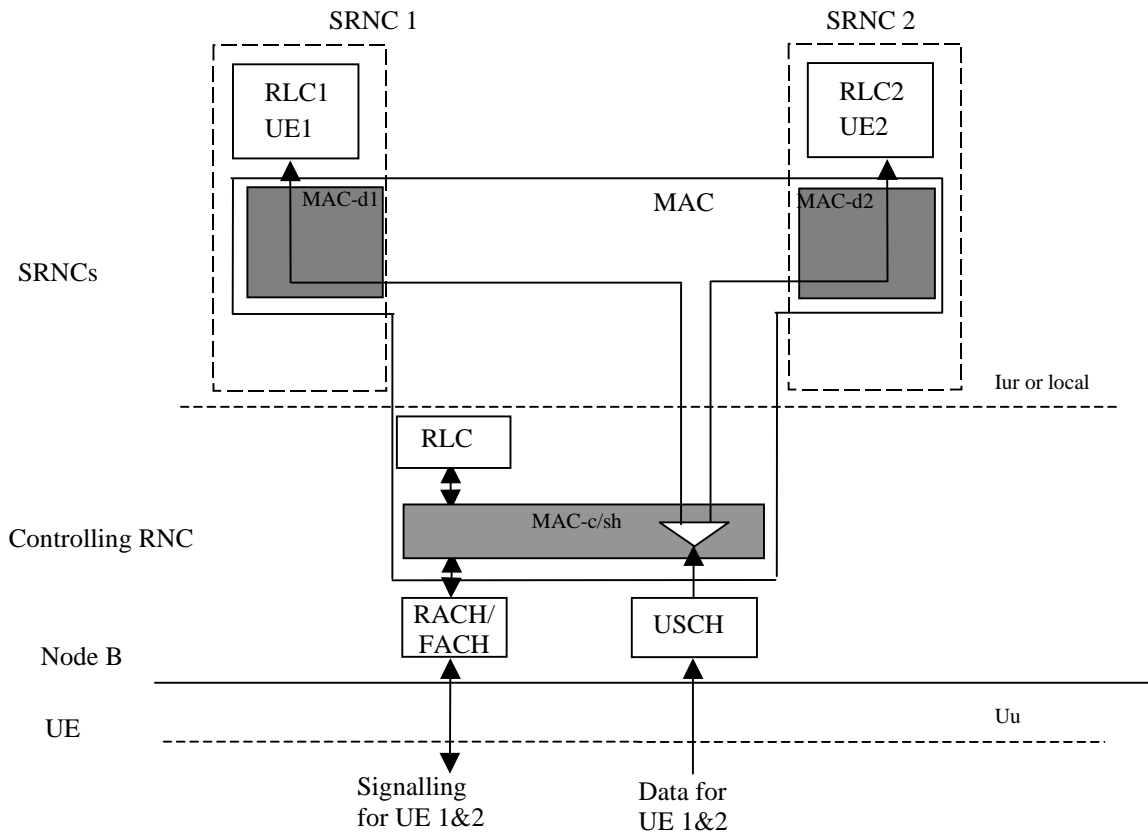 SRNC 1
SRNC 2
RLC1
UE1
RLC2
UE2
MAC-d1
MAC
MAC-d2
SRNCs
Iur or local
RLC
MAC-c/sh
Controlling RNC
RACH/
FACH
USCH
Node B
UE
Uu
Signalling
for UE 1&2
Data for
UE 1&2